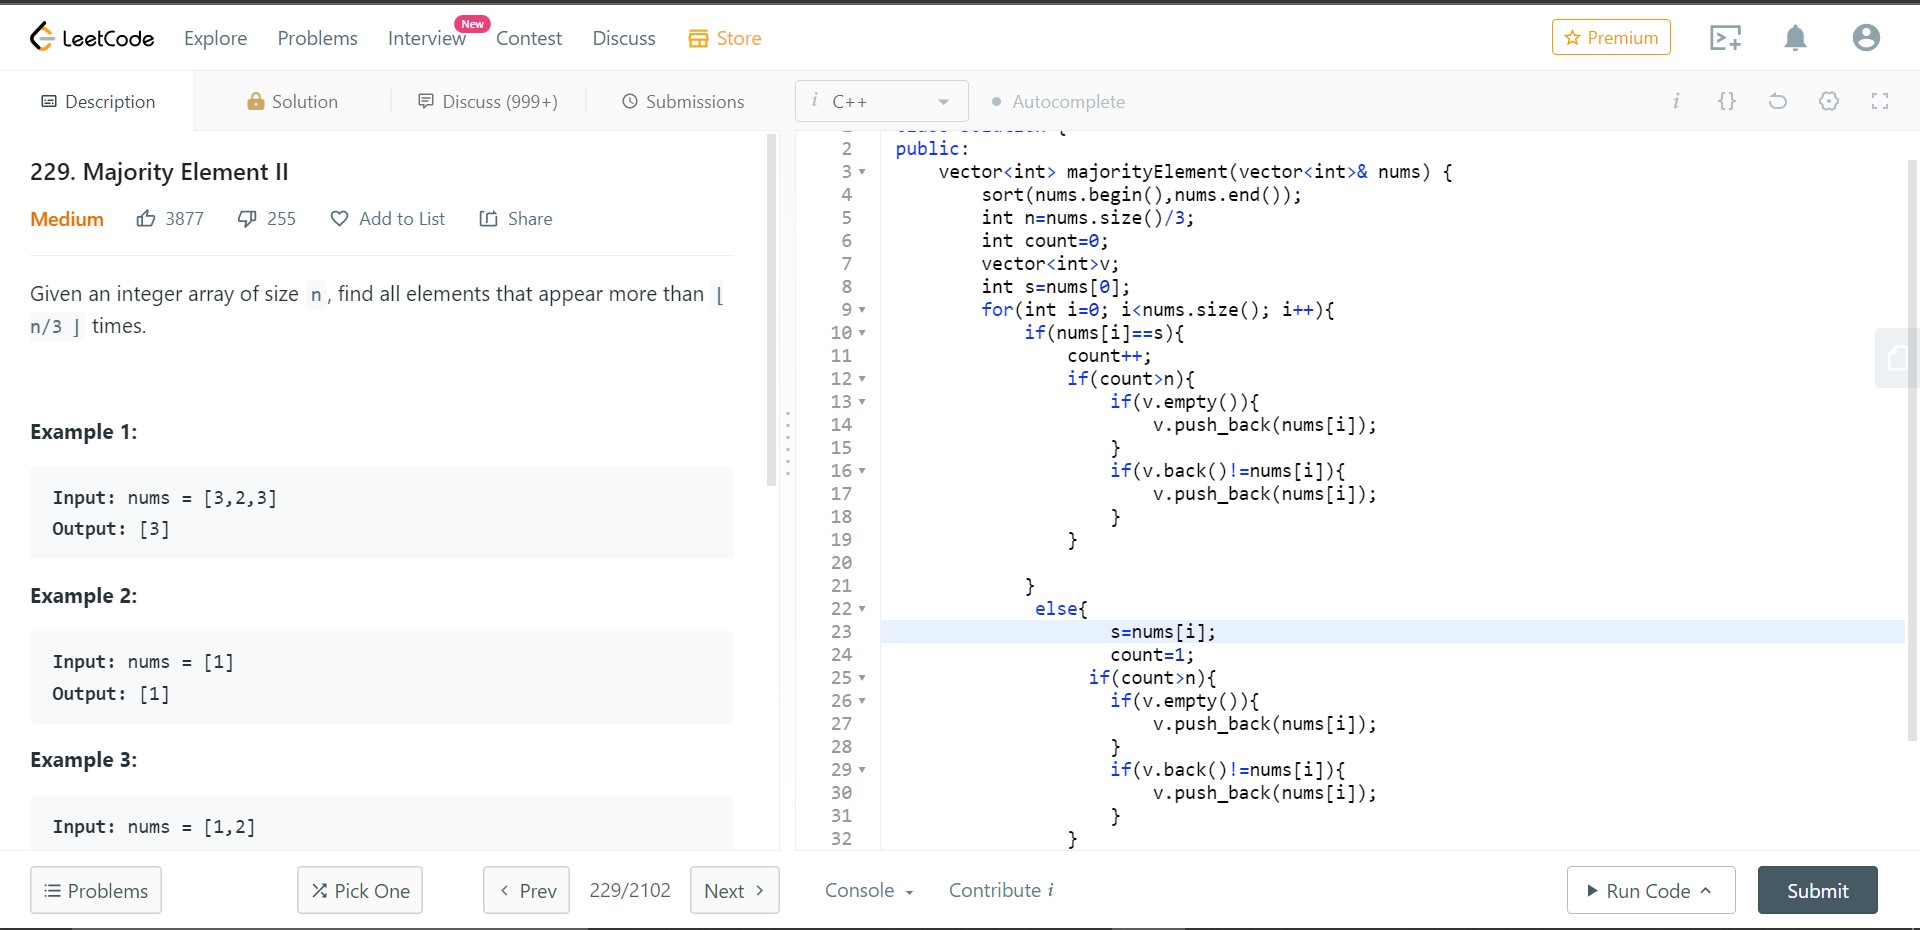 LeetCode Explore Problems Interview New Contest Discuss Store Premium
Description Solution Discuss (999+) Submissions
i C++ Autocomplete i {}
229. Majority Element II
Medium 3877 255 Add to List Share
Given an integer array of size n, find all elements that appear more than ⌊
n/3 ⌋ times.
Example 1:
Input: nums = [3,2,3]
Output: [3]
Example 2:
Input: nums = [1]
Output: [1]
Example 3:
Input: nums = [1,2]
2 public:
3 vector<int> majorityElement(vector<int>& nums) {
4 sort(nums.begin(),nums.end());
5 int n=nums.size()/3;
6 int count=0;
7 vector<int>v;
8 int s=nums[0];
9 for(int i=0; i<nums.size(); i++){
10 if(nums[i]==s){
11 count++;
12 if(count>n){
13 if(v.empty()){
14 v.push_back(nums[i]);
15 }
16 if(v.back()!=nums[i]){
17 v.push_back(nums[i]);
18 }
19 }
20
21 }
22 else{
23 s=nums[i];
24 count=1;
25 if(count>n){
26 if(v.empty()){
27 v.push_back(nums[i]);
28 }
29 if(v.back()!=nums[i]){
30 v.push_back(nums[i]);
31 }
32 }
Problems Pick One < Prev 229/2102 Next >
Console Contribute i Run Code Submit